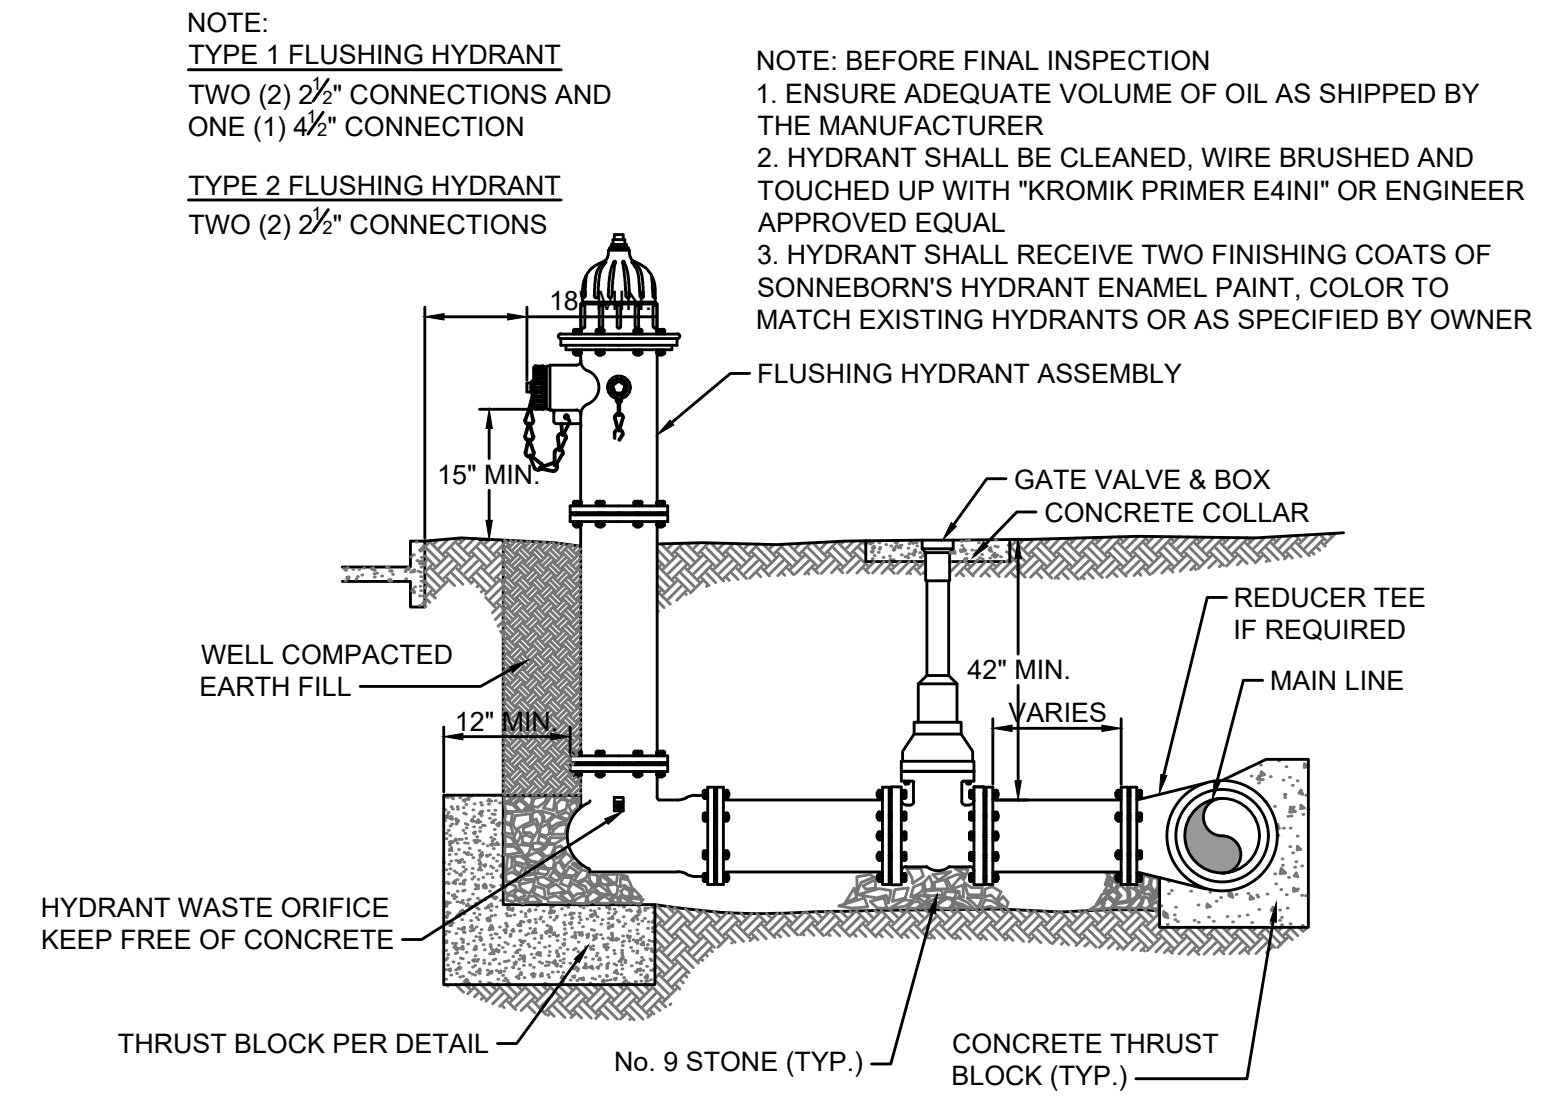 NOTE:
TYPE 1 FLUSHING HYDRANT
TWO (2) 2½" CONNECTIONS AND
ONE (1) 4½" CONNECTION
TYPE 2 FLUSHING HYDRANT
TWO (2) 2½" CONNECTIONS
NOTE: BEFORE FINAL INSPECTION
1. ENSURE ADEQUATE VOLUME OF OIL AS SHIPPED BY
THE MANUFACTURER
2. HYDRANT SHALL BE CLEANED, WIRE BRUSHED AND
TOUCHED UP WITH "KROMIK PRIMER E4INI" OR ENGINEER
APPROVED EQUAL
3. HYDRANT SHALL RECEIVE TWO FINISHING COATS OF
SONNEBORN'S HYDRANT ENAMEL PAINT, COLOR TO
MATCH EXISTING HYDRANTS OR AS SPECIFIED BY OWNER
18" MIN.
FLUSHING HYDRANT ASSEMBLY
15" MIN.
GATE VALVE & BOX
CONCRETE COLLAR
REDUCER TEE
IF REQUIRED
WELL COMPACTED
EARTH FILL
42" MIN.
MAIN LINE
12" MIN.
VARIES
HYDRANT WASTE ORIFICE
KEEP FREE OF CONCRETE
THRUST BLOCK PER DETAIL
No. 9 STONE (TYP.)
CONCRETE THRUST
BLOCK (TYP.)